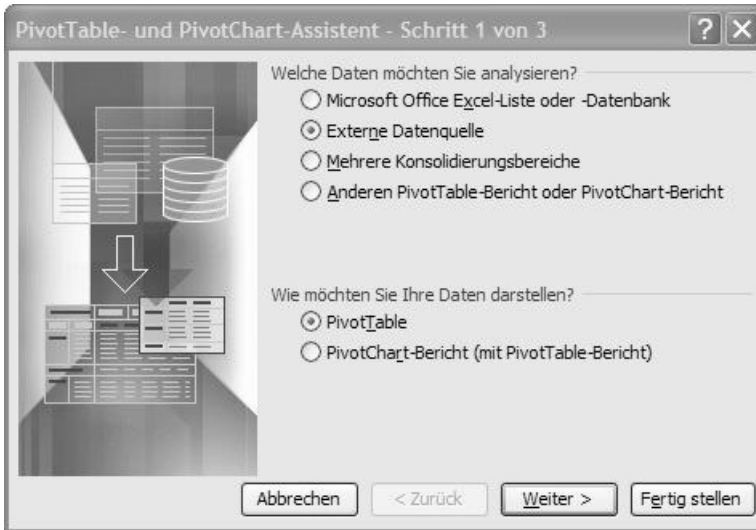 PivotTable- und PivotChart-Assistent - Schritt 1 von 3
Welche Daten möchten Sie analysieren?
Microsoft Office Excel-Liste oder -Datenbank
Externe Datenquelle
Mehrere Konsolidierungsbereiche
Anderen PivotTable-Bericht oder PivotChart-Bericht
Wie möchten Sie Ihre Daten darstellen?
PivotTable
PivotChart-Bericht (mit PivotTable-Bericht)
Abbrechen < Zurück Weiter > Fertig stellen